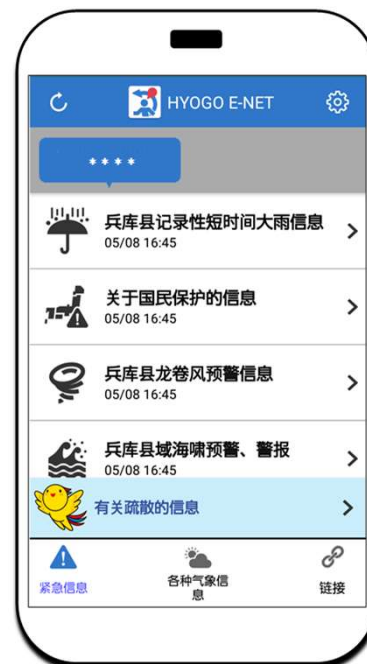 HYOGO E-NET
****
兵库县记录性短时间大雨信息
05/08 16:45
关于国民保护的信息
05/08 16:45
兵库县龙卷风预警信息
05/08 16:45
兵库县域海啸预警、警报
05/08 16:45
有关疏散的信息
紧急信息
各种气象信
息
链接